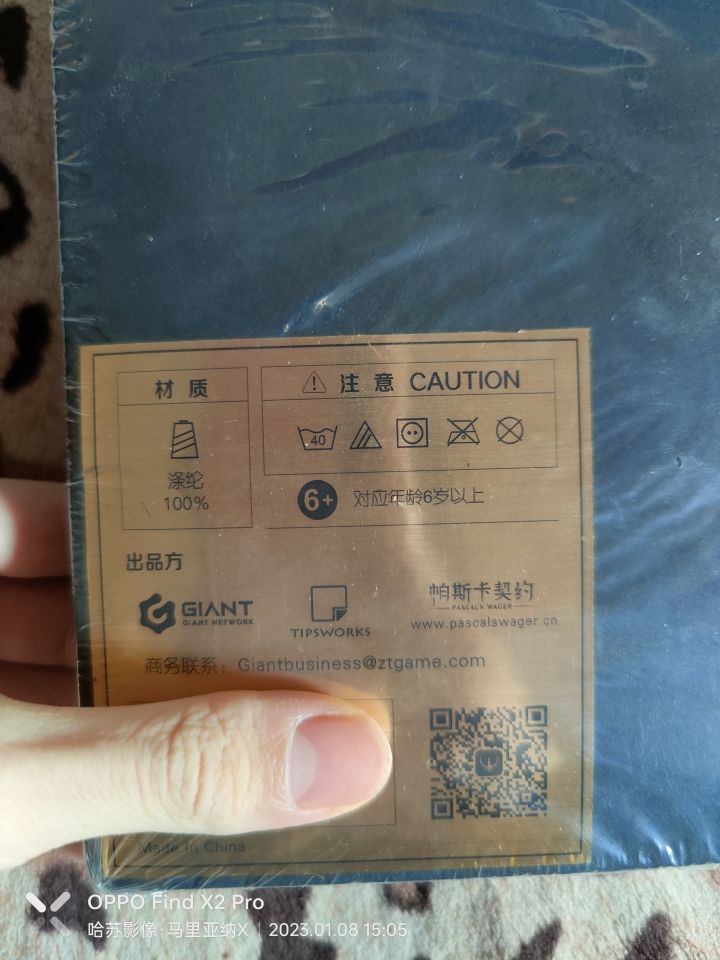 材 质
注 意 CAUTION
40
涤纶
100%
6+ 对应年龄6岁以上
出品方
GIANT
GIANT NETWORK
TIPSWORKS
帕斯卡契约
PASCAL'S WAGER
www.pascalswager.cn
商务联系：Giantbusiness@ztgame.com
Made In China
OPPO Find X2 Pro
哈苏影像·马里亚纳X | 2023.01.08 15:05